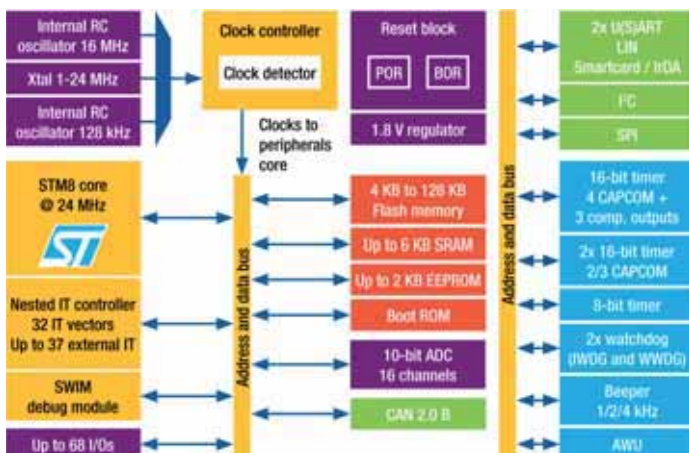 Internal RC
oscillator 16 MHz
Xtal 1-24 MHz
Internal RC
oscillator 128 kHz
Clock controller
Clock detector
Clocks to
peripherals
core
Reset block
POR
BOR
1.8 V regulator
STM8 core
@ 24 MHz
ST
Nested IT controller
32 IT vectors
Up to 37 external IT
SWIM
debug module
Up to 68 I/Os
Address and data bus
4 KB to 128 KB
Flash memory
Up to 6 KB SRAM
Up to 2 KB EEPROM
Boot ROM
10-bit ADC
16 channels
CAN 2.0 B
Address and data bus
2x U(S)ART
LIN
Smartcard / IrDA
I²C
SPI
16-bit timer
4 CAPCOM +
3 comp. outputs
2x 16-bit timer
2/3 CAPCOM
8-bit timer
2x watchdog
(IWDG and WWDG)
Beeper
1/2/4 kHz
AWU